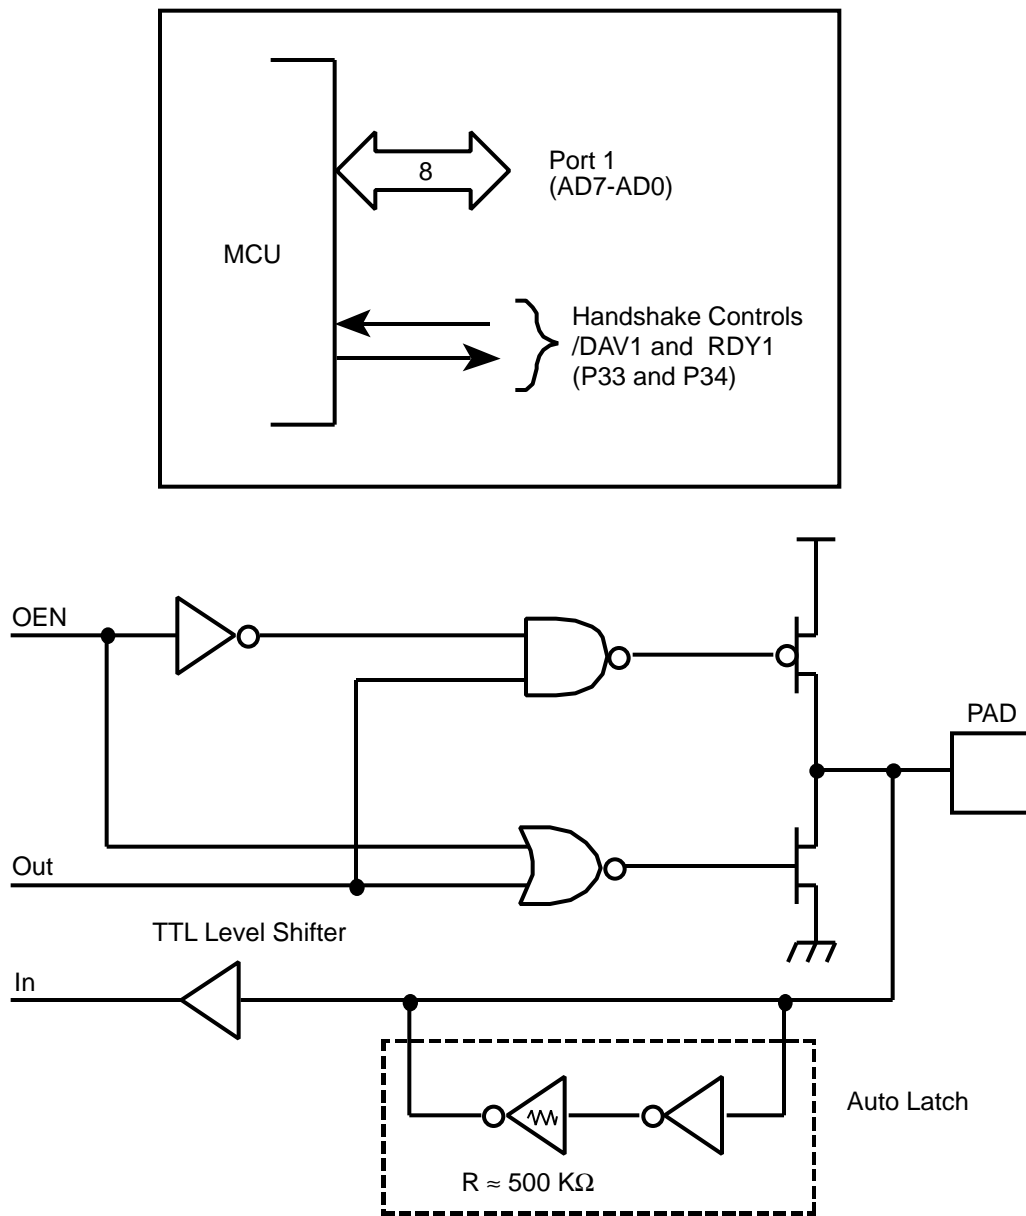 8
Port 1
(AD7-AD0)
MCU
Handshake Controls
/DAV1 and RDY1
(P33 and P34)
OEN
PAD
Out
TTL Level Shifter
In
Auto Latch
R ≈ 500 KΩ